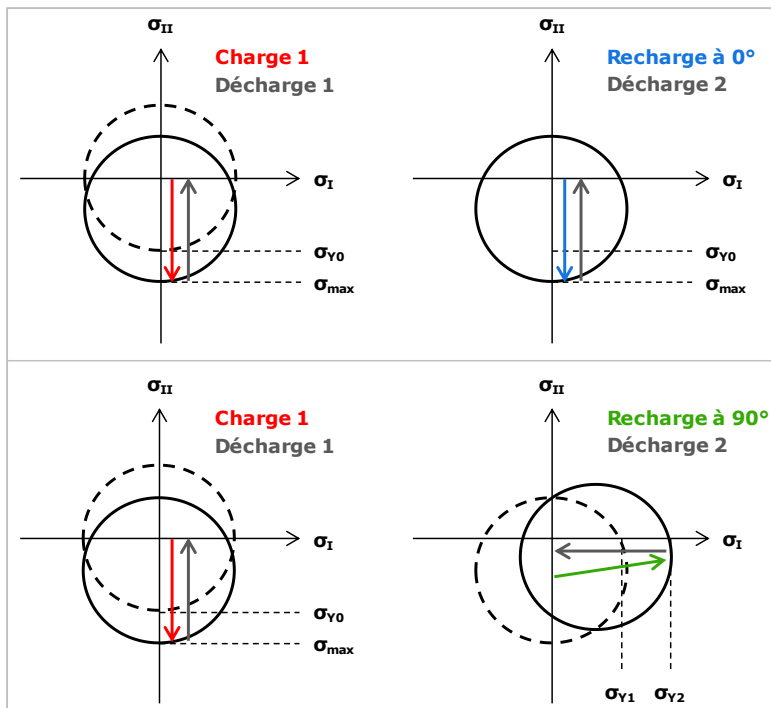 σII
Charge 1
Décharge 1
σI
σY0
σmax
σII
Recharge à 0°
Décharge 2
σI
σY0
σmax
σII
Charge 1
Décharge 1
σI
σY0
σmax
σII
Recharge à 90°
Décharge 2
σI
σY1 σY2